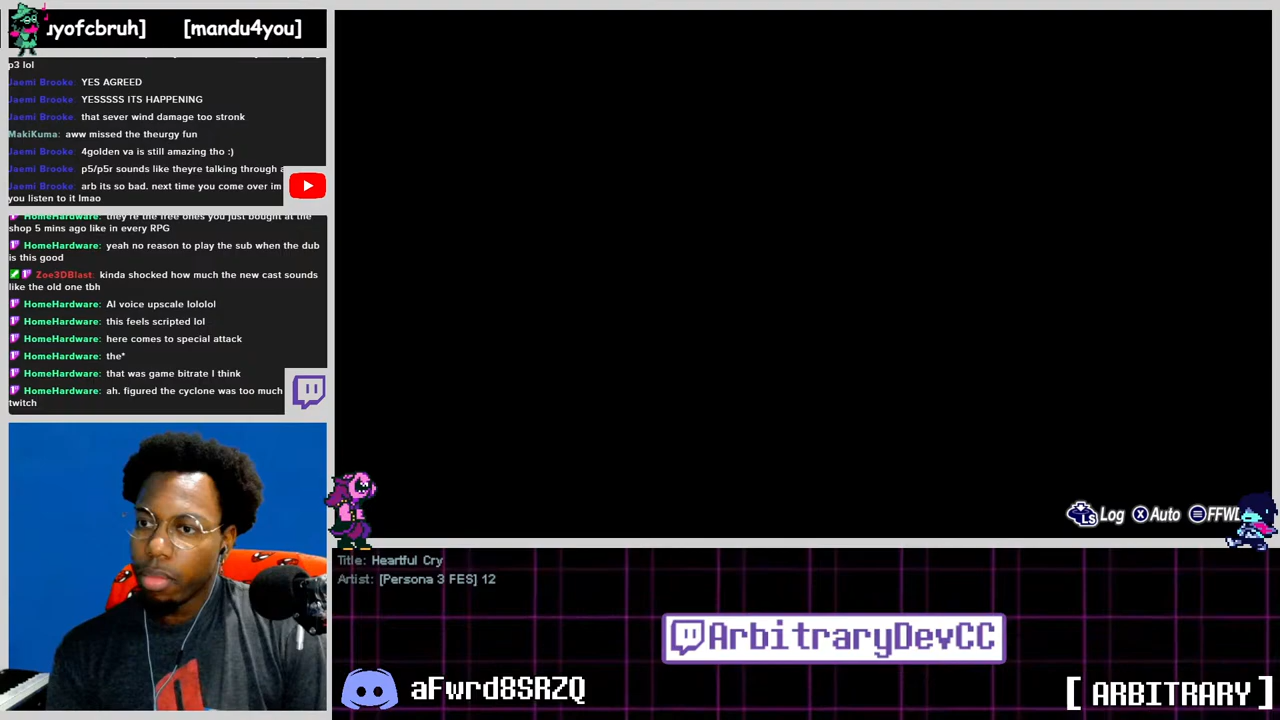 uyofcbruh] [mandu4you]
p3 lol
Jaemi Brooke: YES AGREED
Jaemi Brooke: YESSSSS ITS HAPPENING
Jaemi Brooke: that sever wind damage too stronk
MakiKuma: aww missed the theurgy fun
Jaemi Brooke: 4golden va is still amazing tho :)
Jaemi Brooke: p5/p5r sounds like theyre talking through a
Jaemi Brooke: arb its so bad. next time you come over im
you listen to it lmao
HomeHardware: they're the free ones you just bought at the
shop 5 mins ago like in every RPG
HomeHardware: yeah no reason to play the sub when the dub
is this good
Zoe3DBlast: kinda shocked how much the new cast sounds
like the old one tbh
HomeHardware: AI voice upscale lololol
HomeHardware: this feels scripted lol
HomeHardware: here comes to special attack
HomeHardware: the*
HomeHardware: that was game bitrate I think
HomeHardware: ah. figured the cyclone was too much
twitch
LS Log X Auto FFWD
Title: Heartful Cry
Artist: [Persona 3 FES] 12
ArbitraryDevCC
aFwrd8SRZQ
[ ARBITRARY ]